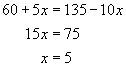 60 + 5x = 135 − 10x
15x = 75
x = 5